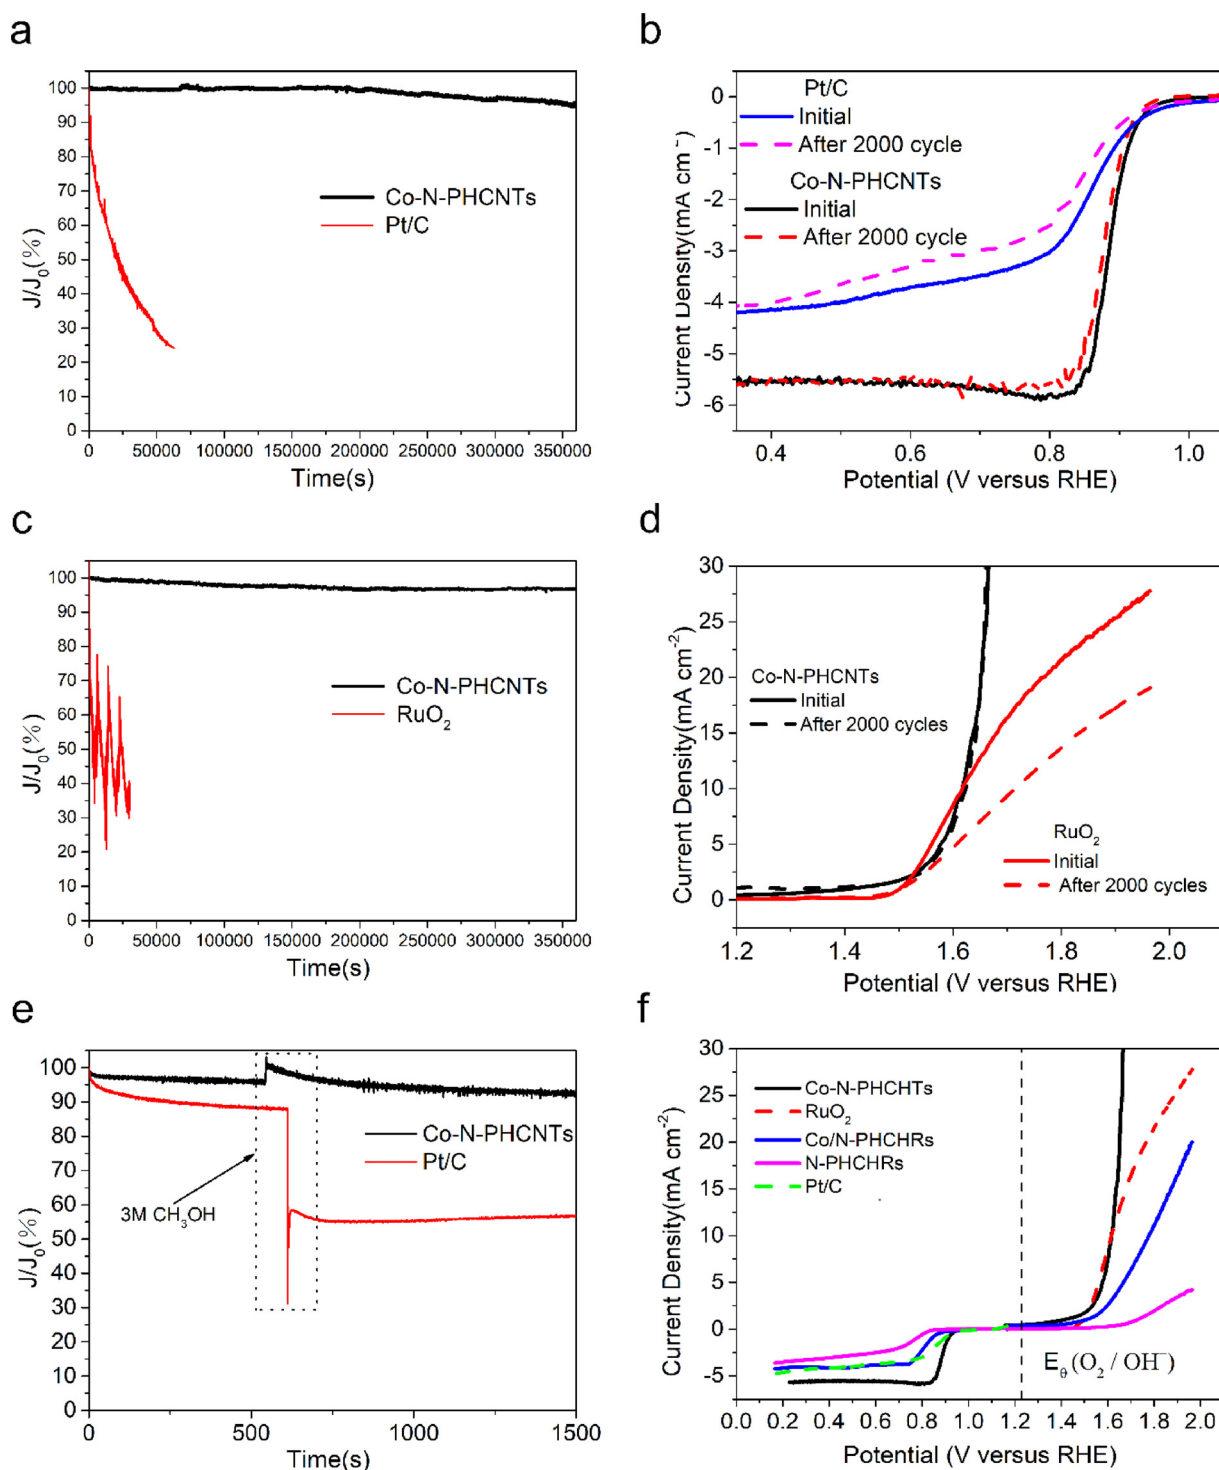 a
100
90
80
70
60
50
40
30
20
10
0
J/J0(%)
Co-N-PHCNTs
Pt/C
0 50000 100000 150000 200000 250000 300000 350000
Time(s)
b
0
-1
-2
-3
-4
-5
-6
Current Density(mA cm⁻)
Pt/C
Initial
After 2000 cycle
Co-N-PHCNTs
Initial
After 2000 cycle
0.4 0.6 0.8 1.0
Potential (V versus RHE)
c
100
90
80
70
60
50
40
30
20
10
0
J/J0(%)
Co-N-PHCNTs
RuO2
0 50000 100000 150000 200000 250000 300000 350000
Time(s)
d
30
25
20
15
10
5
0
Current Density(mA cm-2)
Co-N-PHCNTs
Initial
After 2000 cycles
RuO2
Initial
After 2000 cycles
1.2 1.4 1.6 1.8 2.0
Potential (V versus RHE)
e
100
90
80
70
60
50
40
30
20
10
0
J/J0(%)
Co-N-PHCNTs
Pt/C
3M CH3OH
0 500 1000 1500
Time(s)
f
30
25
20
15
10
5
0
-5
Current Density(mA cm-2)
Co-N-PHCHTs
RuO2
Co/N-PHCHRs
N-PHCHRs
Pt/C
Eθ(O2 / OH⁻)
0.0 0.2 0.4 0.6 0.8 1.0 1.2 1.4 1.6 1.8 2.0
Potential (V versus RHE)